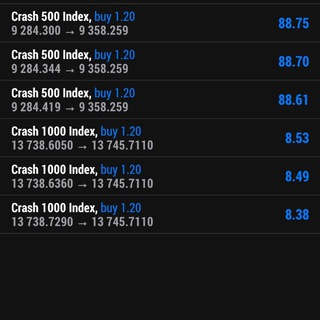 Crash 500 Index, buy 1.20
9 284.300 → 9 358.259
88.75
Crash 500 Index, buy 1.20
9 284.344 → 9 358.259
88.70
Crash 500 Index, buy 1.20
9 284.419 → 9 358.259
88.61
Crash 1000 Index, buy 1.20
13 738.6050 → 13 745.7110
8.53
Crash 1000 Index, buy 1.20
13 738.6360 → 13 745.7110
8.49
Crash 1000 Index, buy 1.20
13 738.7290 → 13 745.7110
8.38